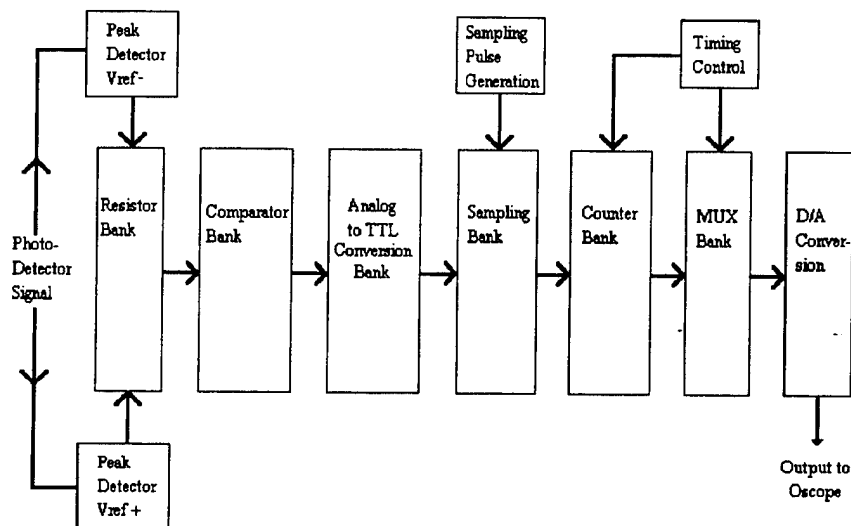 Peak
Detector
Vref-
Sampling
Pulse
Generation
Timing
Control
Photo-
Detector
Signal
Resistor
Bank
Comparator
Bank
Analog
to TTL
Conversion
Bank
Sampling
Bank
Counter
Bank
MUX
Bank
D/A
Conver-
sion
Peak
Detector
Vref+
Output to
Oscope